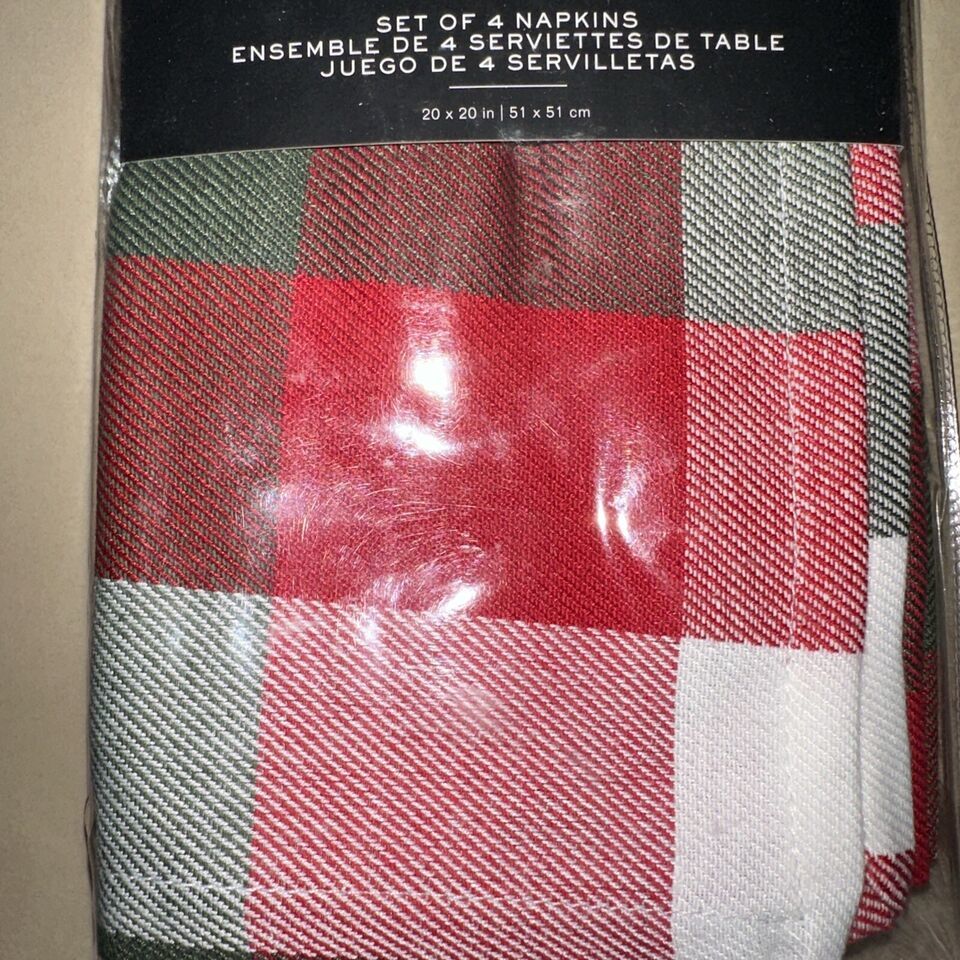 SET OF 4 NAPKINS
ENSEMBLE DE 4 SERVIETTES DE TABLE
JUEGO DE 4 SERVILLETAS
20 x 20 in | 51 x 51 cm